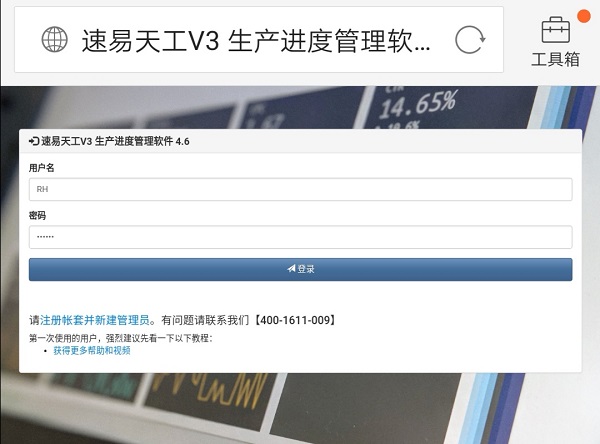 速易天工V3 生产进度管理软...
工具箱
14.65%
速易天工V3 生产进度管理软件 4.6
用户名
RH
密码
······
登录
请注册帐套并新建管理员。有问题请联系我们【400-1611-009】
第一次使用的用户，强烈建议先看一下以下教程：
• 获得更多帮助和视频